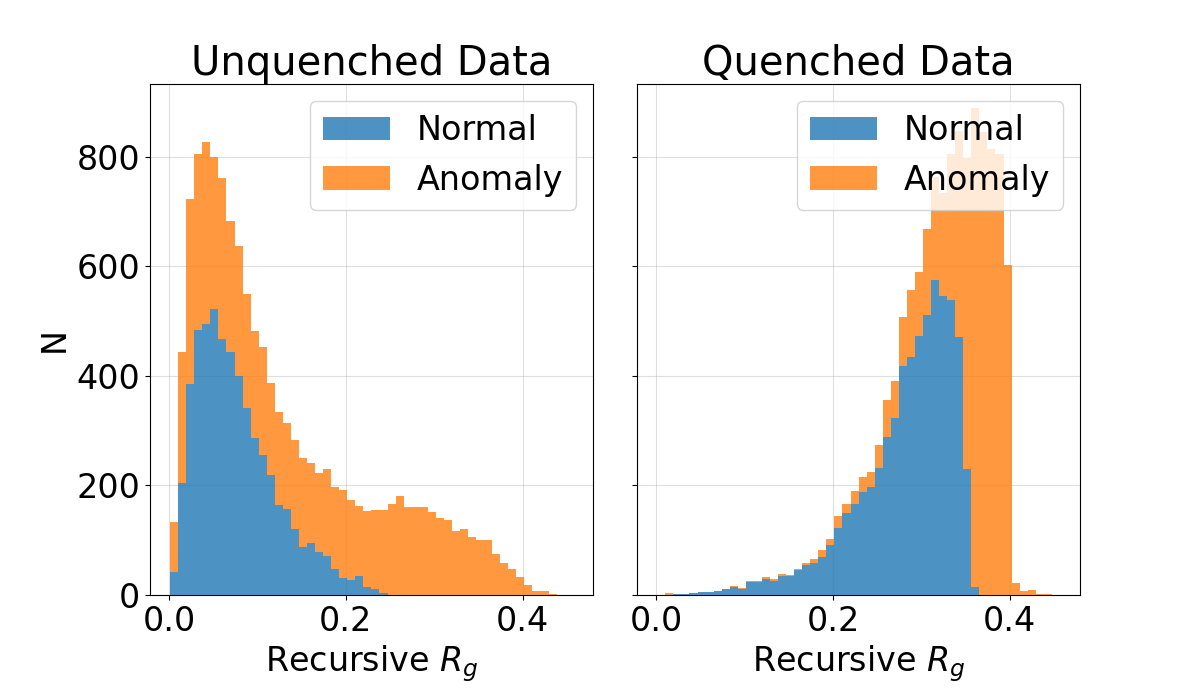 Unquenched Data
Quenched Data
Normal
Anomaly
Normal
Anomaly
N
800
600
400
200
0
0.0 0.2 0.4
0.0 0.2 0.4
Recursive R_g
Recursive R_g